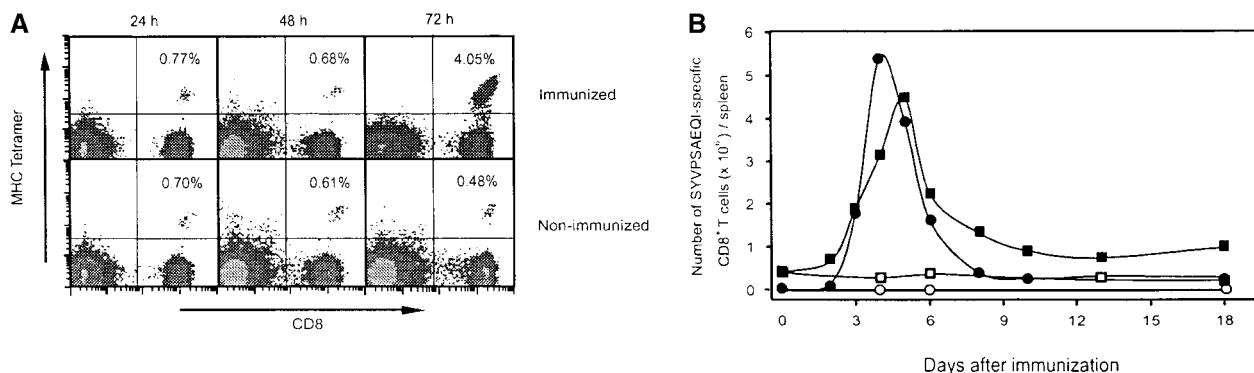 A
24 h 48 h 72 h
MHC Tetramer
0.77% 0.68% 4.05%
Immunized
0.70% 0.61% 0.48%
Non-immunized
CD8
B
Number of SYVPSAEQI-specific
CD8+ T cells (x / spleen
6
5
4
3
2
1
0
0 3 6 9 12 15 18
Days after immunization